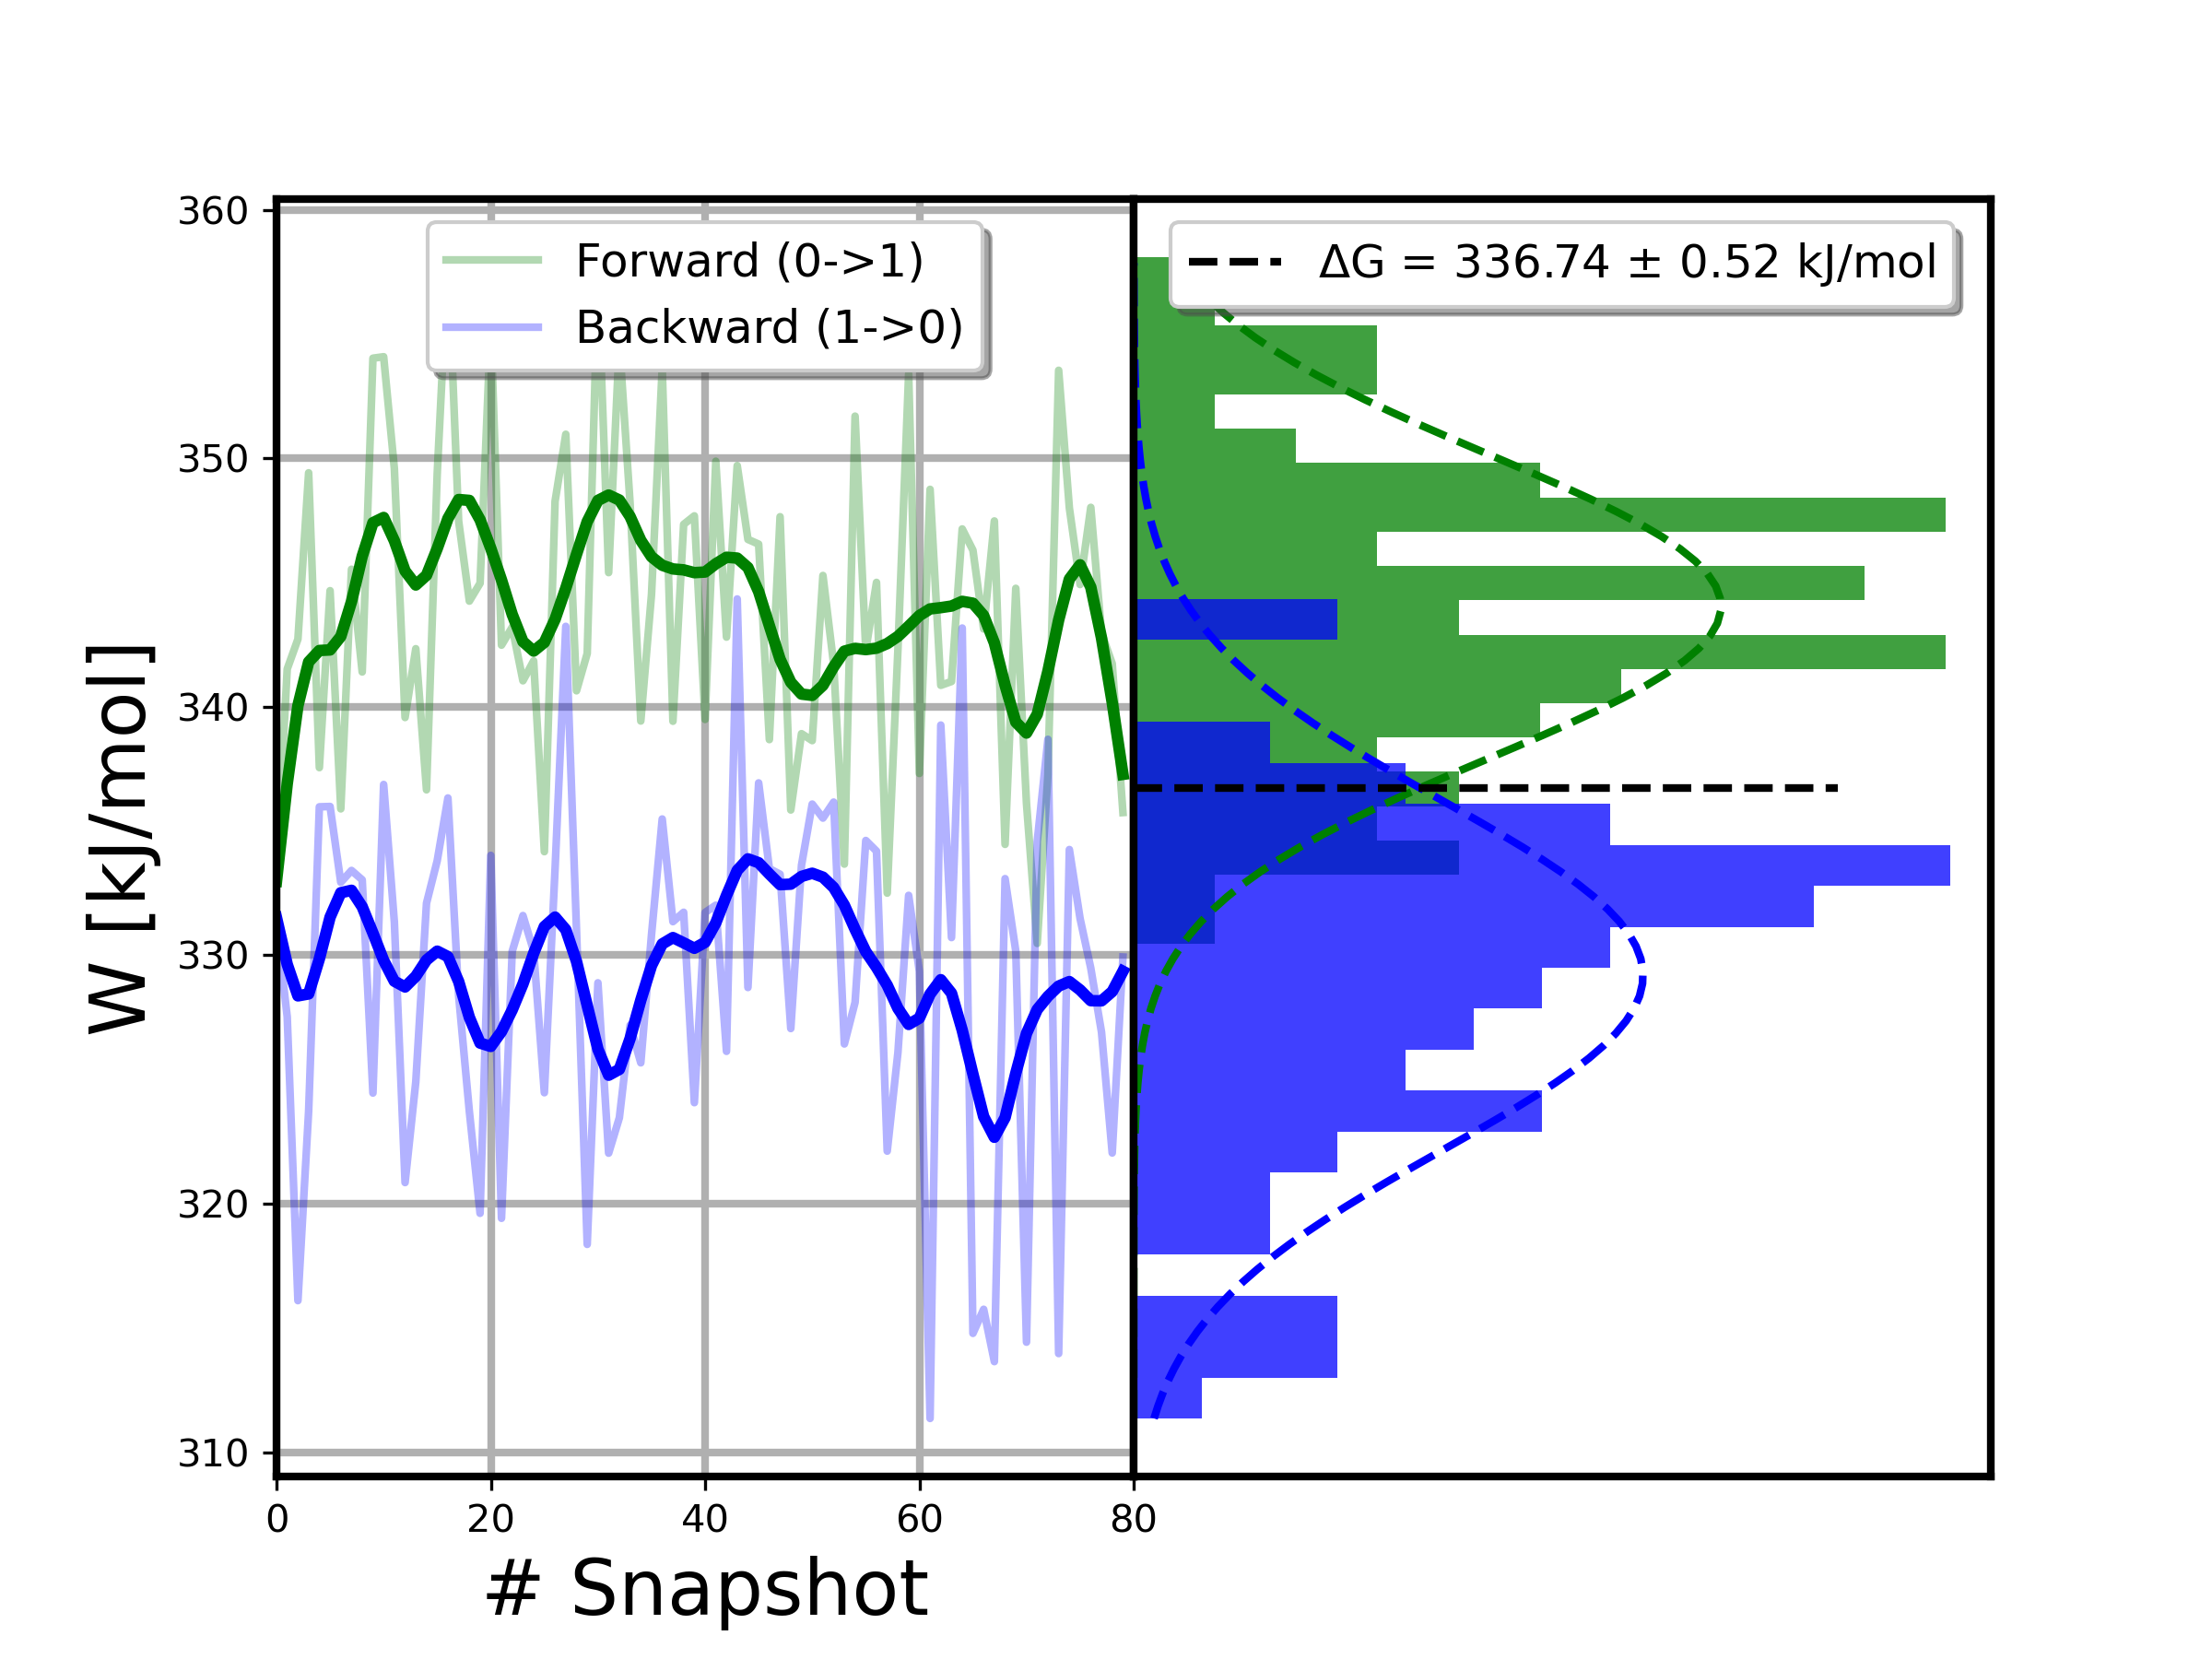 Forward (0->1)
Backward (1->0)
ΔG = 336.74 ± 0.52 kJ/mol
W [kJ/mol]
360
350
340
330
320
310
0 20 40 60 80
# Snapshot